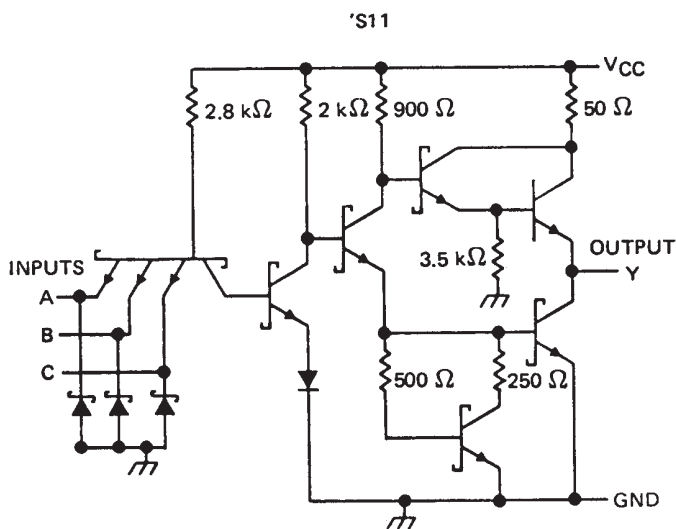 'S11
VCC
2.8 kΩ
2 kΩ
900 Ω
50 Ω
INPUTS
A
B
C
3.5 kΩ
OUTPUT
Y
500 Ω
250 Ω
GND